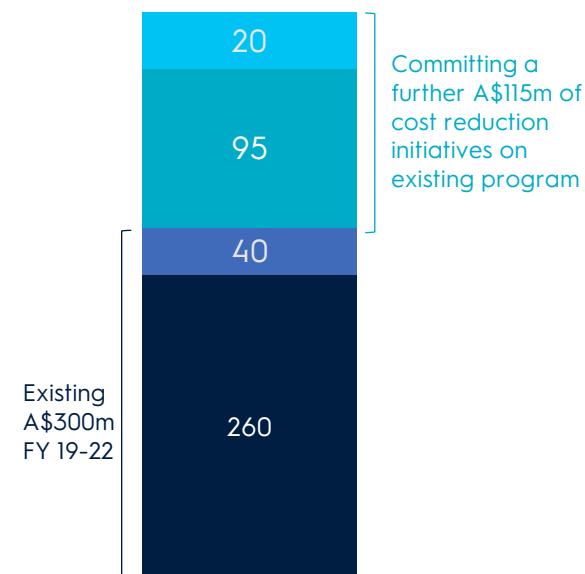 20
Committing a
further A$115m of
cost reduction
initiatives on
existing program
95
40
Existing
A$300m
FY 19-22
260